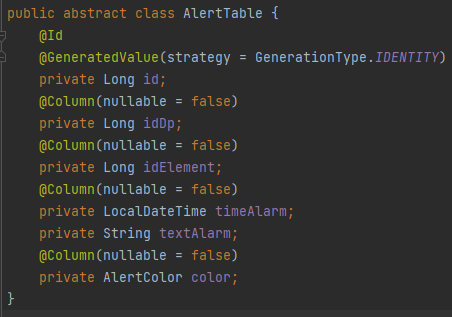 public abstract class AlertTable {
@Id
@GeneratedValue(strategy = GenerationType.IDENTITY)
private Long id;
@Column(nullable = false)
private Long idDp;
@Column(nullable = false)
private Long idElement;
@Column(nullable = false)
private LocalDateTime timeAlarm;
private String textAlarm;
@Column(nullable = false)
private AlertColor color;
}